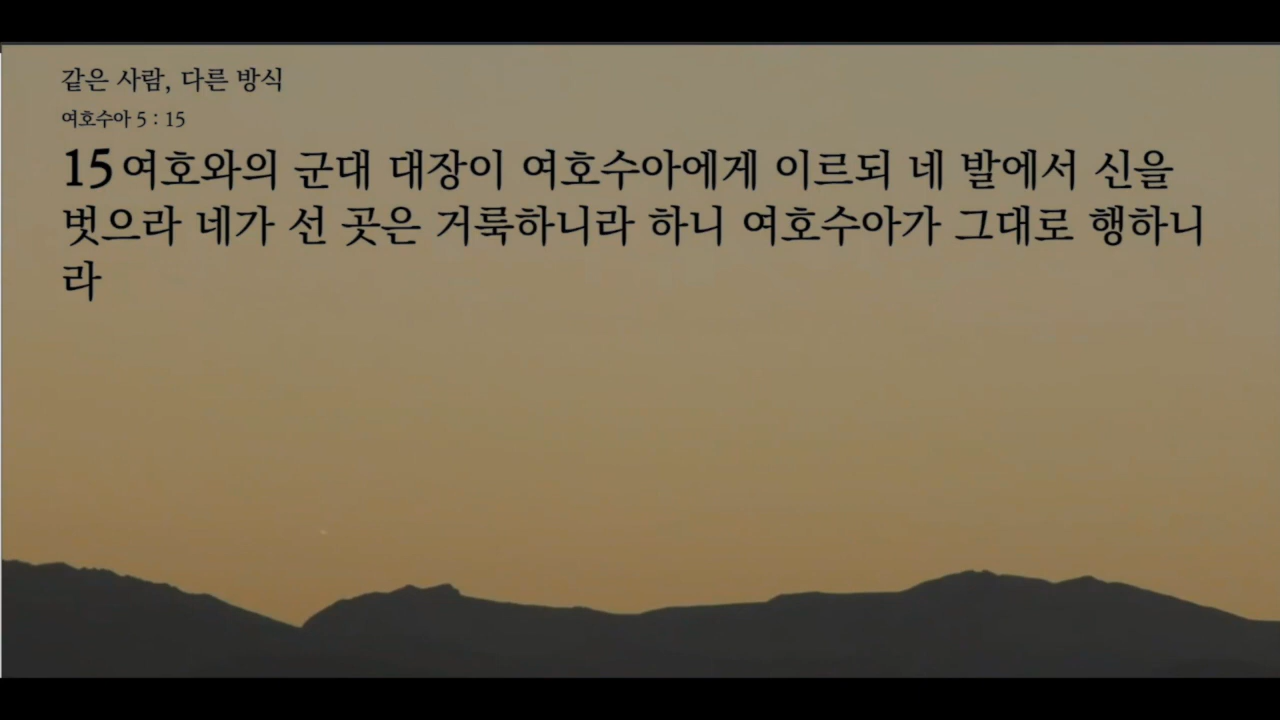 같은 사람, 다른 방식
여호수아 5 : 15
15 여호와의 군대 대장이 여호수아에게 이르되 네 발에서 신을
벗으라 네가 선 곳은 거룩하니라 하니 여호수아가 그대로 행하니
라